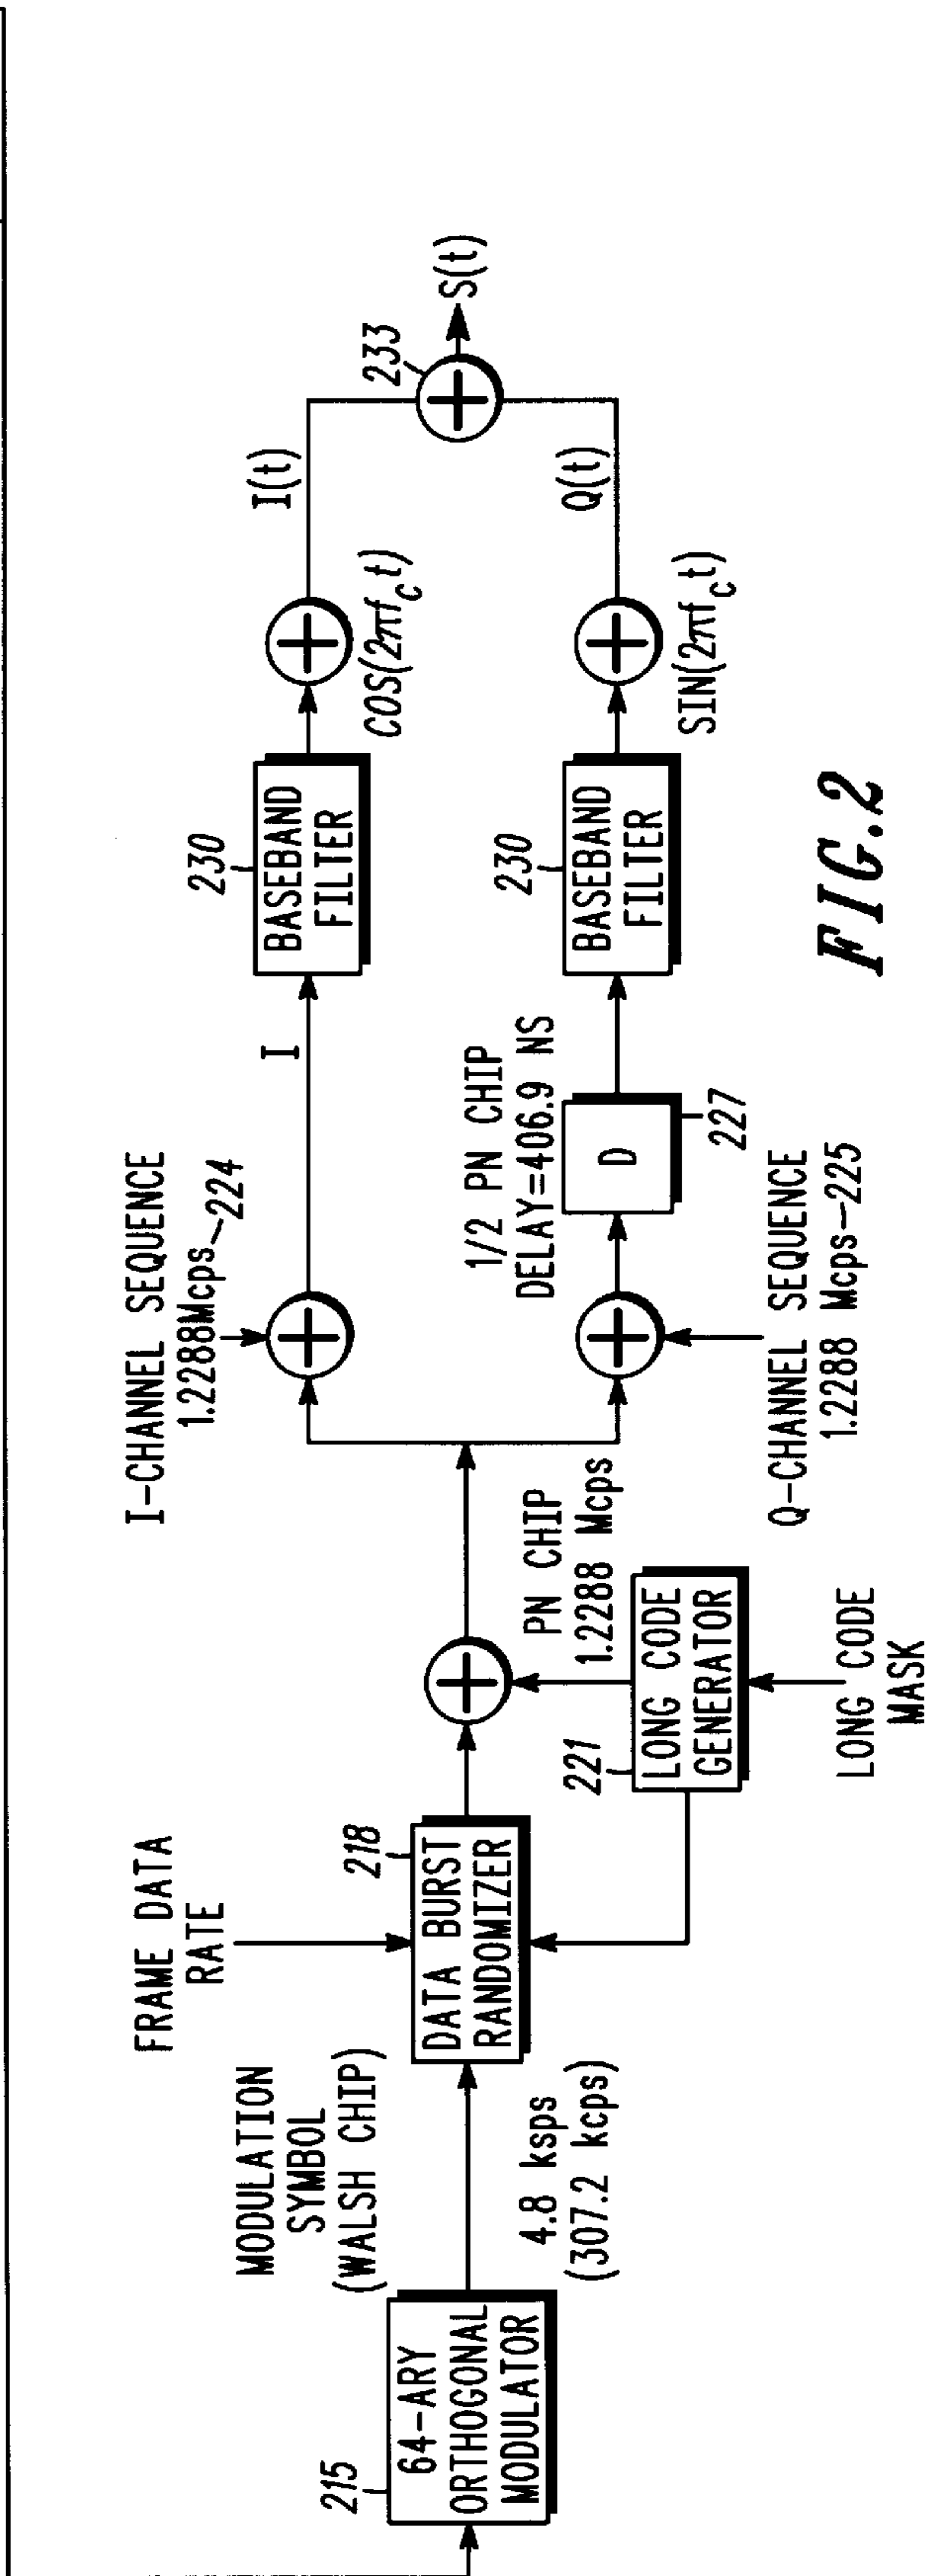 215
64-ARY
ORTHOGONAL
MODULATOR
MODULATION
SYMBOL
(WALSH CHIP)
4.8 ksps
(307.2 kcps)
FRAME DATA
RATE
218
DATA BURST
RANDOMIZER
221
LONG CODE
GENERATOR
LONG CODE
MASK
PN CHIP
1.2288 Mcps
I-CHANNEL SEQUENCE
1.2288Mcps 224
I
Q-CHANNEL SEQUENCE
1.2288 Mcps 225
1/2 PN CHIP
DELAY=406.9 NS
D
227
230
BASEBAND
FILTER
230
BASEBAND
FILTER
COS(2πfct)
SIN(2πfct)
I(t)
Q(t)
233
S(t)
FIG.2